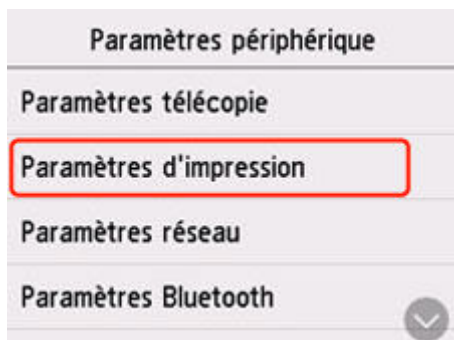 Paramètres périphérique
Paramètres télécopie
Paramètres d'impression
Paramètres réseau
Paramètres Bluetooth